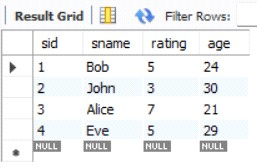 Result Grid Filter Rows:
sid sname rating age
1 Bob 5 24
2 John 3 30
3 Alice 7 21
4 Eve 5 29
NULL NULL NULL NULL